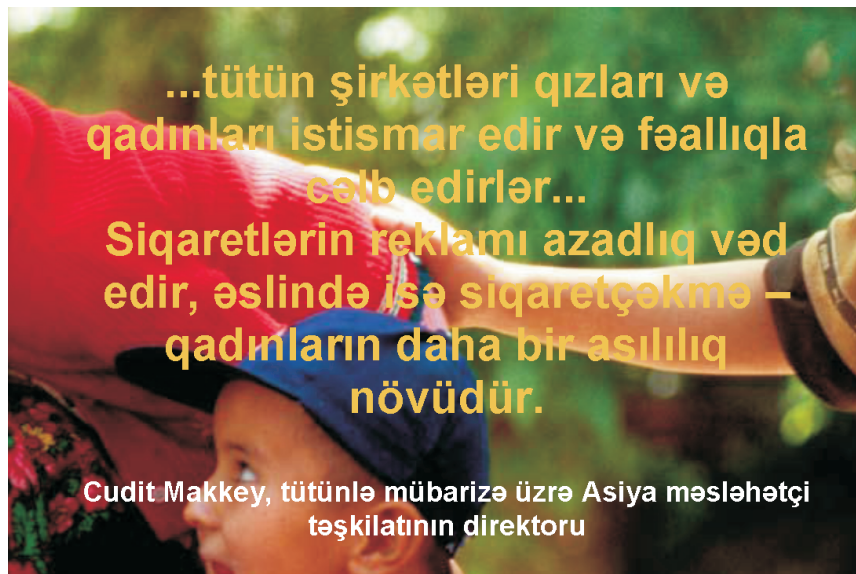 ...tütün şirkətləri qızları və
qadınları istismar edir və fəallıqla
cəlb edirlər...
Siqaretlərin reklamı azadlıq vəd
edir, əslində isə siqaretçəkmə –
qadınların daha bir asılılıq
növüdür.
Cudit Makkey, tütünlə mübarizə üzrə Asiya məsləhətçi
təşkilatının direktoru